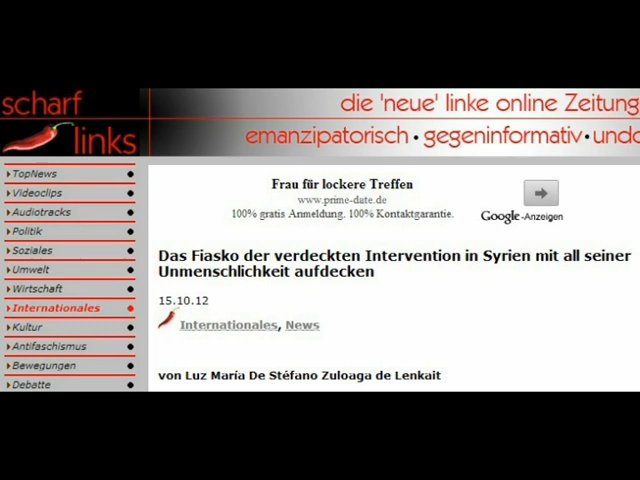 scharf
links
die 'neue' linke online Zeitung
emanzipatorisch • gegeninformativ • undo
TopNews
Videoclips
Audiotracks
Politik
Soziales
Umwelt
Wirtschaft
Internationales
Kultur
Antifaschismus
Bewegungen
Debatte
Frau für lockere Treffen
www.prime-date.de
100% gratis Anmeldung. 100% Kontaktgarantie.
Google-Anzeigen
Das Fiasko der verdeckten Intervention in Syrien mit all seiner
Unmenschlichkeit aufdecken
15.10.12
Internationales, News
von Luz María De Stéfano Zuloaga de Lenkait